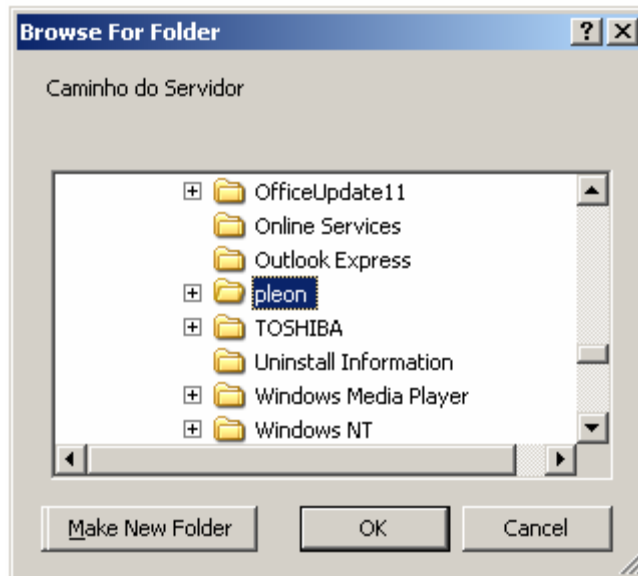 Browse For Folder
Caminho do Servidor
OfficeUpdate11
Online Services
Outlook Express
pleon
TOSHIBA
Uninstall Information
Windows Media Player
Windows NT
Make New Folder OK Cancel